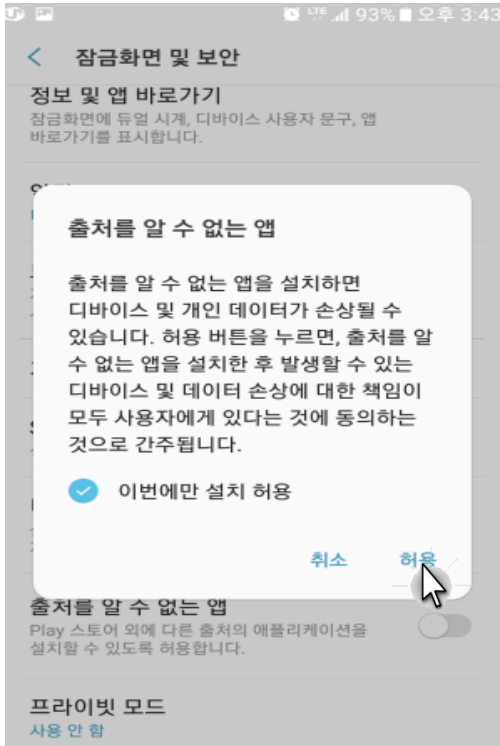 LTE 93% 오후 3:43
잠금화면 및 보안
정보 및 앱 바로가기
잠금화면에 듀얼 시계, 디바이스 사용자 문구, 앱
바로가기를 표시합니다.
출처를 알 수 없는 앱
출처를 알 수 없는 앱을 설치하면
디바이스 및 개인 데이터가 손상될 수
있습니다. 허용 버튼을 누르면, 출처를 알
수 없는 앱을 설치한 후 발생할 수 있는
디바이스 및 데이터 손상에 대한 책임이
모두 사용자에게 있다는 것에 동의하는
것으로 간주됩니다.
이번에만 설치 허용
취소 허용
출처를 알 수 없는 앱
Play 스토어 외에 다른 출처의 애플리케이션을
설치할 수 있도록 허용합니다.
프라이빗 모드
사용 안 함